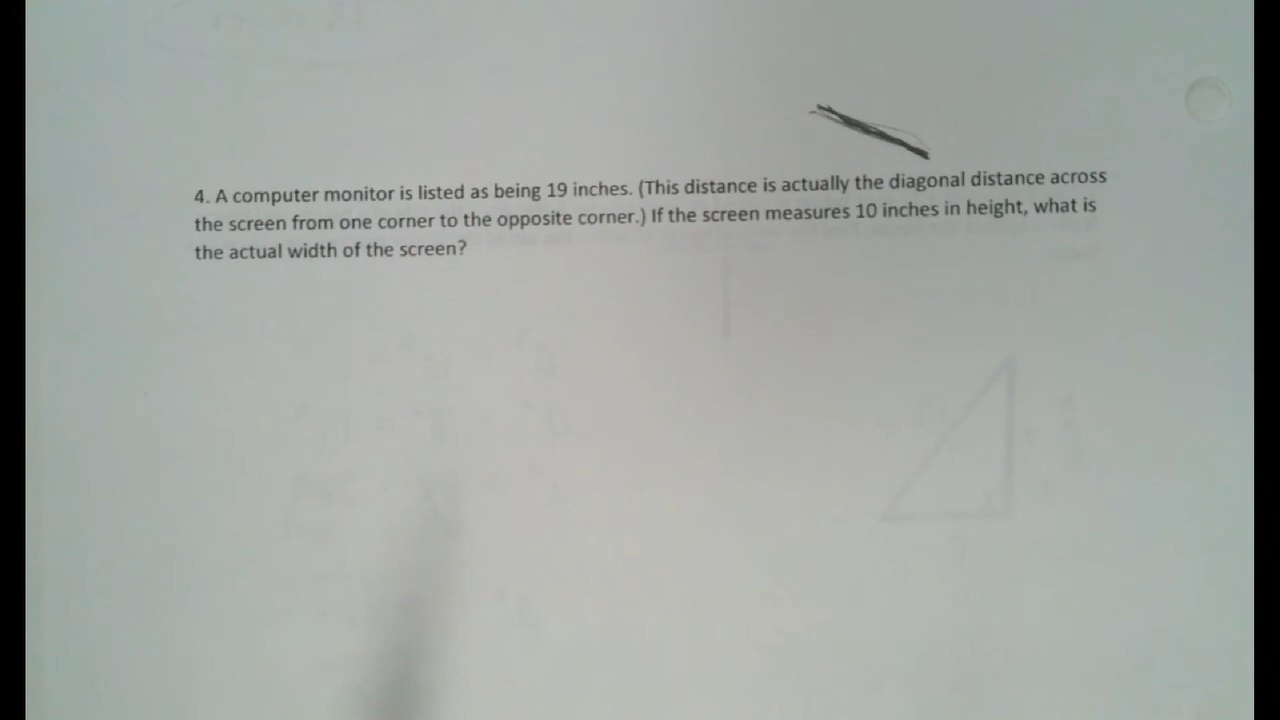 4. A computer monitor is listed as being 19 inches. (This distance is actually the diagonal distance across
the screen from one corner to the opposite corner.) If the screen measures 10 inches in height, what is
the actual width of the screen?